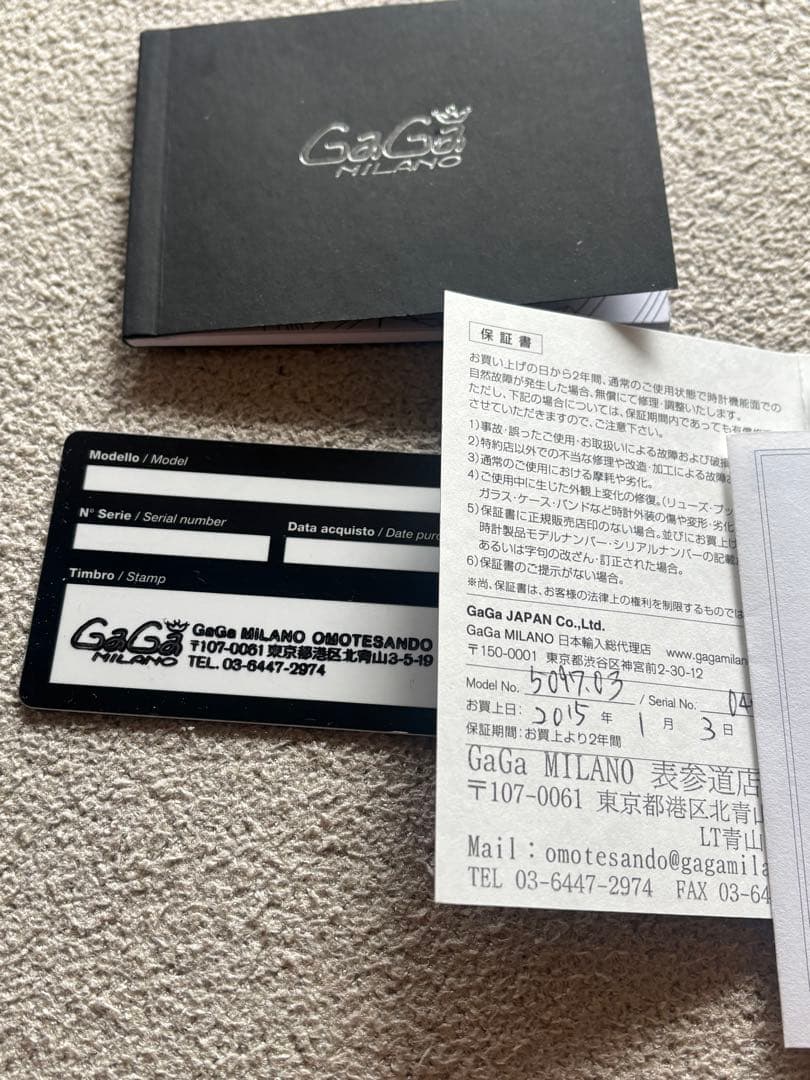 GaGà
MILANO
保証書
お買い上げの日から2年間、通常のご使用状態で時計機能面での
自然故障が発生した場合、無償にて修理・調整いたします。
ただし、下記の場合については、保証期間内であっても有償
させていただきますので、ご注意下さい。
1)事故・誤ったご使用・お取扱いによる故障および破損
2)特約店以外での不当な修理や改造・加工による故障
3)通常のご使用における摩耗や劣化。
4)ご使用中に生じた外観上変化の修復。(リューズ・プッ
ガラス・ケース・バンドなど時計外装の傷や変形・劣化
5)保証書に正規販売店印のない場合。並びにお買上げ
時計製品モデルナンバー・シリアルナンバーの記載
あるいは字句の改ざん・訂正された場合。
6)保証書のご提示がない場合。
※尚、保証書は、お客様の法律上の権利を制限するものでは
GaGa JAPAN Co.,Ltd.
GaGa MILANO 日本輸入総代理店 www.gagamilan
〒150-0001 東京都渋谷区神宮前2-30-12
Model No. 5097.03 / Serial No. 04
お買上日: 2015 年 1 月 3 日
保証期間:お買上より2年間
GaGa MILANO 表参道店
〒107-0061 東京都港区北青山
LT青山
Mail:omotesando@gagamila
TEL 03-6447-2974 FAX 03-64
Modello / Model
N° Serie / Serial number
Data acquisto / Date purc
Timbro / Stamp
GaGà
MILANO
GaGa MILANO OMOTESANDO
〒107-0061 東京都港区北青山3-5-19
TEL. 03-6447-2974